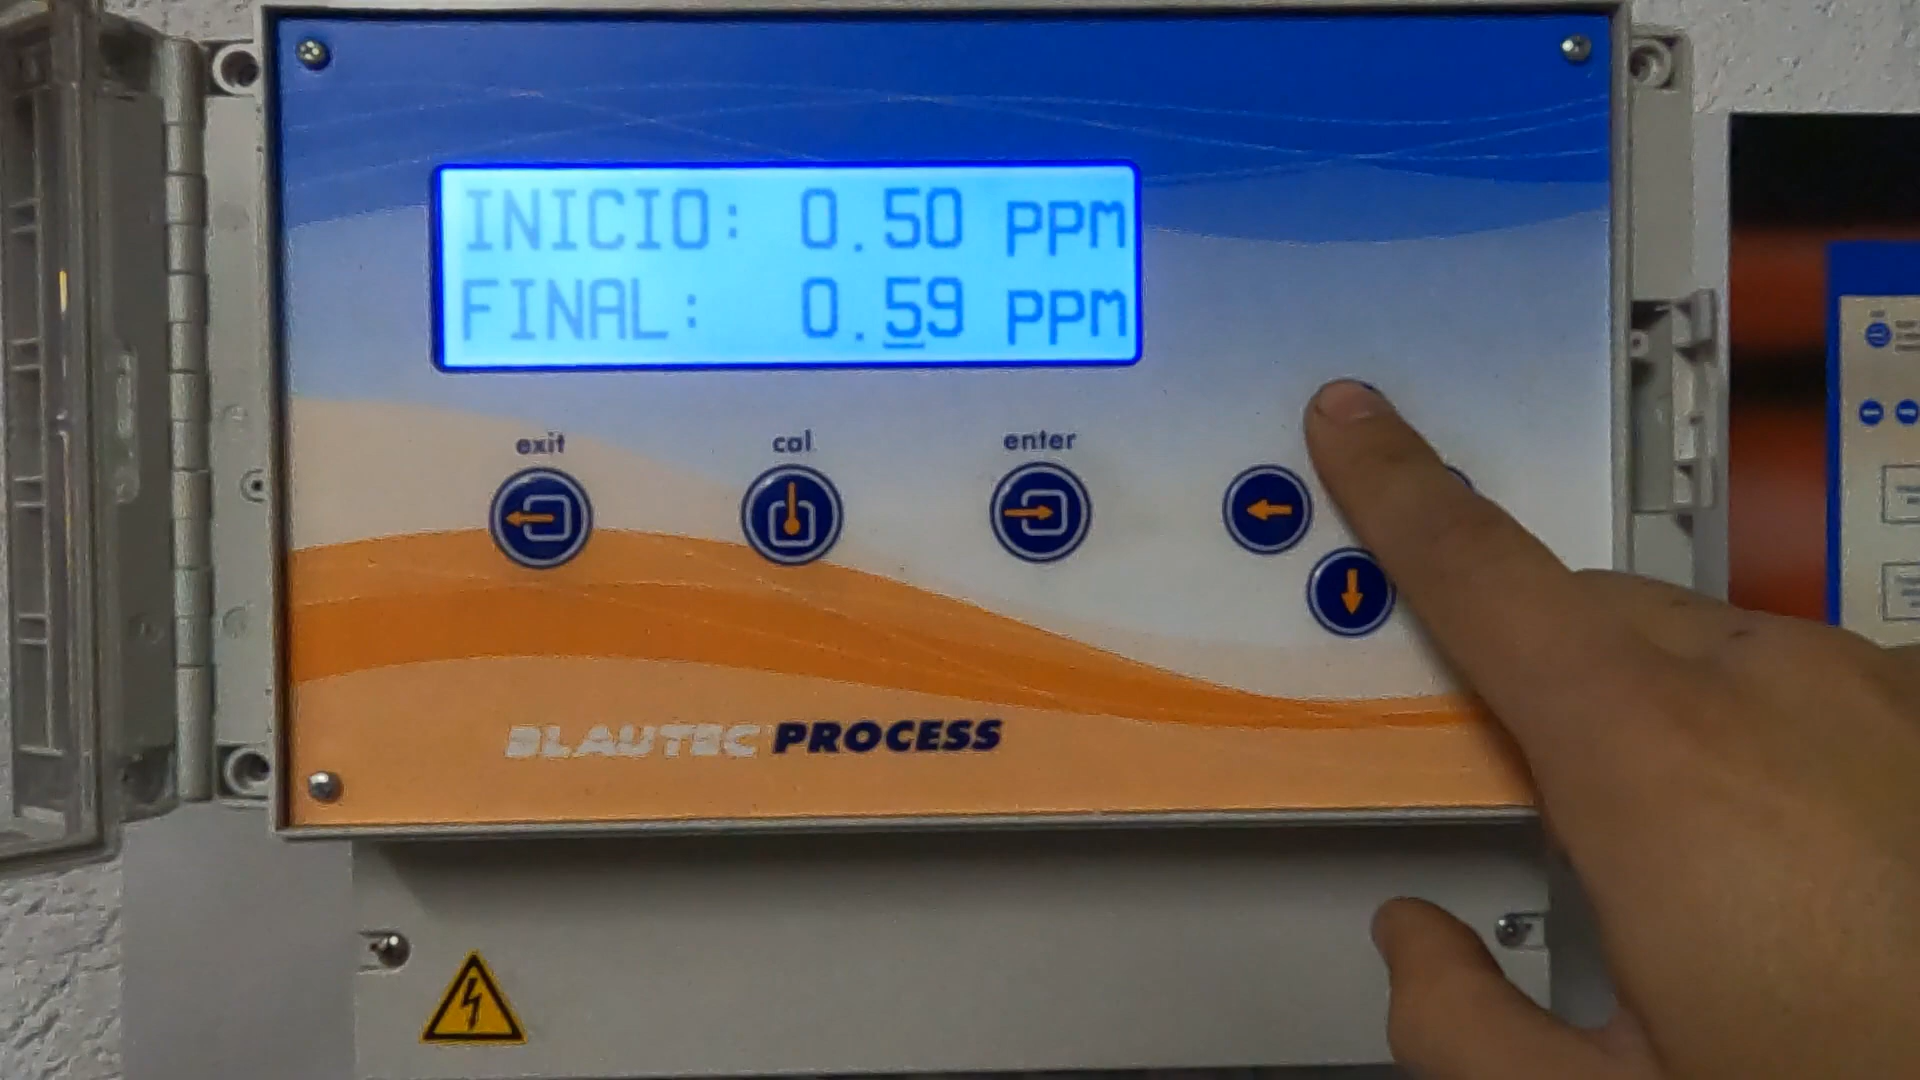 INICIO: 0.50 PPM
FINAL: 0.59 PPM
exit
cal
enter
BLAUTEC PROCESS